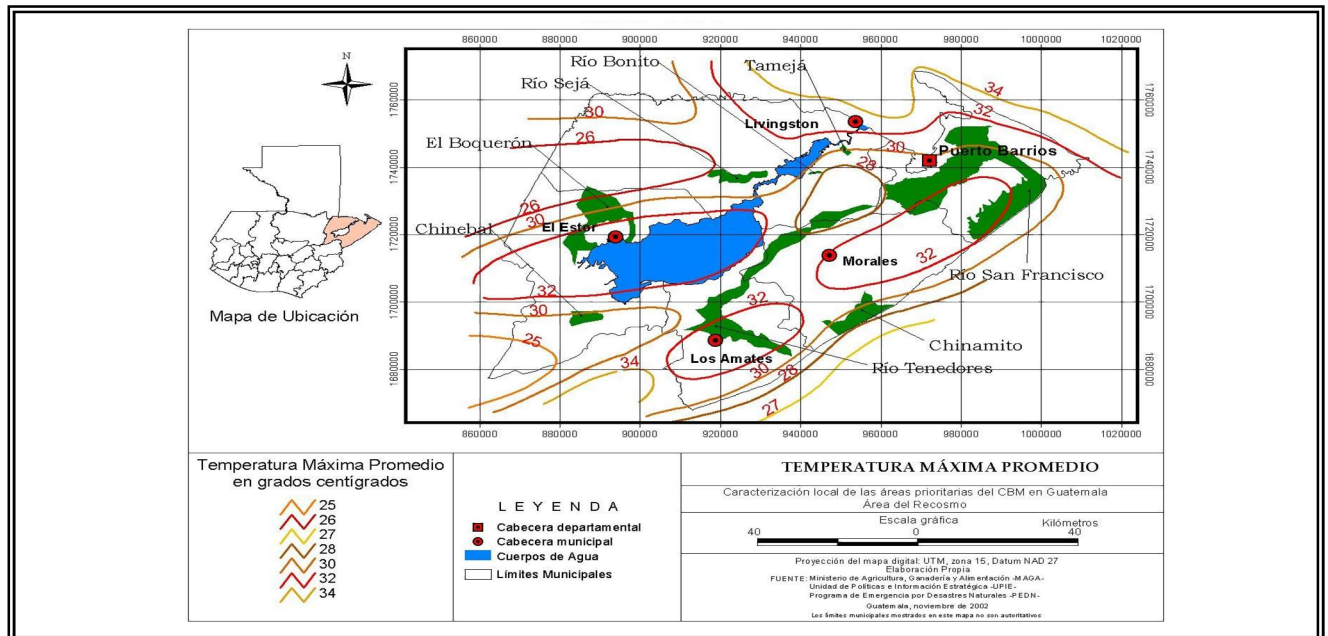 860000 880000 900000 920000 940000 960000 980000 1000000 1020000
N
Río Bonito
Tamejá
Río Sejá
34
32
30
Livingston
1760000
1760000
El Boquerón
26
30
Puerto Barrios
28
1740000
1740000
26
30
Chinebal
El Estor
1720000
1720000
Morales
32
Río San Francisco
32
32
1700000
1700000
Mapa de Ubicación
30
25
Chinamito
34
Los Amates
30
28
Río Tenedores
1680000
1680000
27
860000 880000 900000 920000 940000 960000 980000 1000000 1020000
Temperatura Máxima Promedio
en grados centígrados
25
26
27
28
30
32
34
LEYENDA
Cabecera departamental
Cabecera municipal
Cuerpos de Agua
Límites Municipales
TEMPERATURA MÁXIMA PROMEDIO
Caracterización local de las áreas prioritarias del CBM en Guatemala
Área del Recosmo
Escala gráfica
Kilómetros
40 0 40
Proyección del mapa digital: UTM, zona 15, Datum NAD 27
Elaboración Propia
FUENTE: Ministerio de Agricultura, Ganadería y Alimentación -MAGA-
Unidad de Políticas e Información Estratégica -UPIE-
Programa de Emergencia por Desastres Naturales -PEDN-
Guatemala, noviembre de 2002
Los límites municipales mostrados en este mapa no son autoritativos